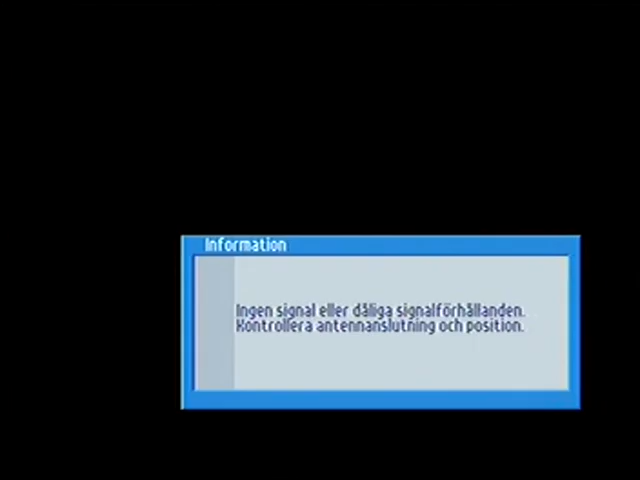 Information
Ingen signal eller dåliga signalförhållanden.
Kontrollera antennanslutning och position.